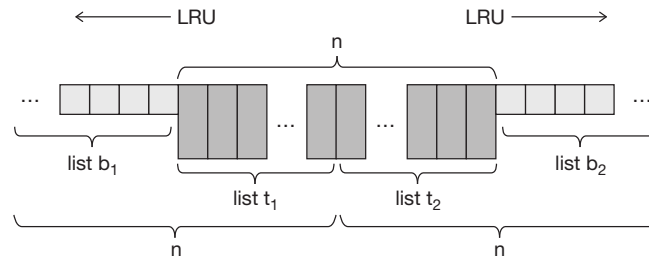 LRU LRU
n
... ... ... ...
list b₁ list b₂
list t₁ list t₂
n n